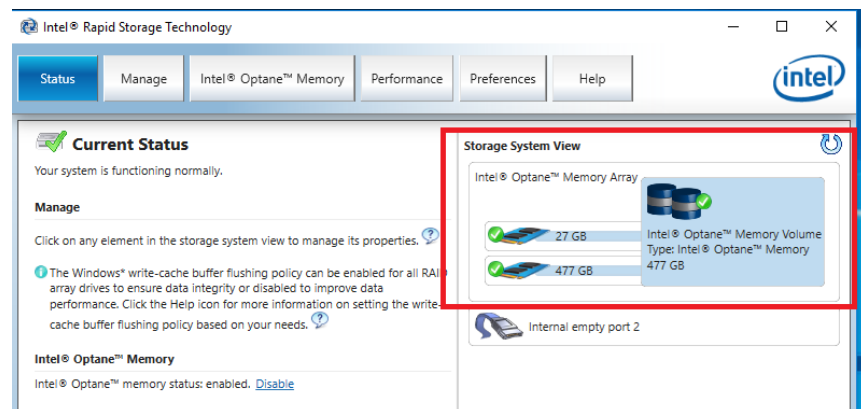 Intel® Rapid Storage Technology
Status
Manage
Intel® Optane™ Memory
Performance
Preferences
Help
intel
Current Status
Your system is functioning normally.
Manage
Click on any element in the storage system view to manage its properties.
The Windows* write-cache buffer flushing policy can be enabled for all RAID
array drives to ensure data integrity or disabled to improve
performance. Click the Help icon for more information on setting the write-
cache buffer flushing policy based on your needs.
Intel® Optane™ Memory
Intel® Optane™ memory status: enabled. Disable
Storage System View
Intel® Optane™ Memory Array
27 GB
477 GB
Intel® Optane™ Memory Volume
Type: Intel® Optane™ Memory
477 GB
Internal empty port 2